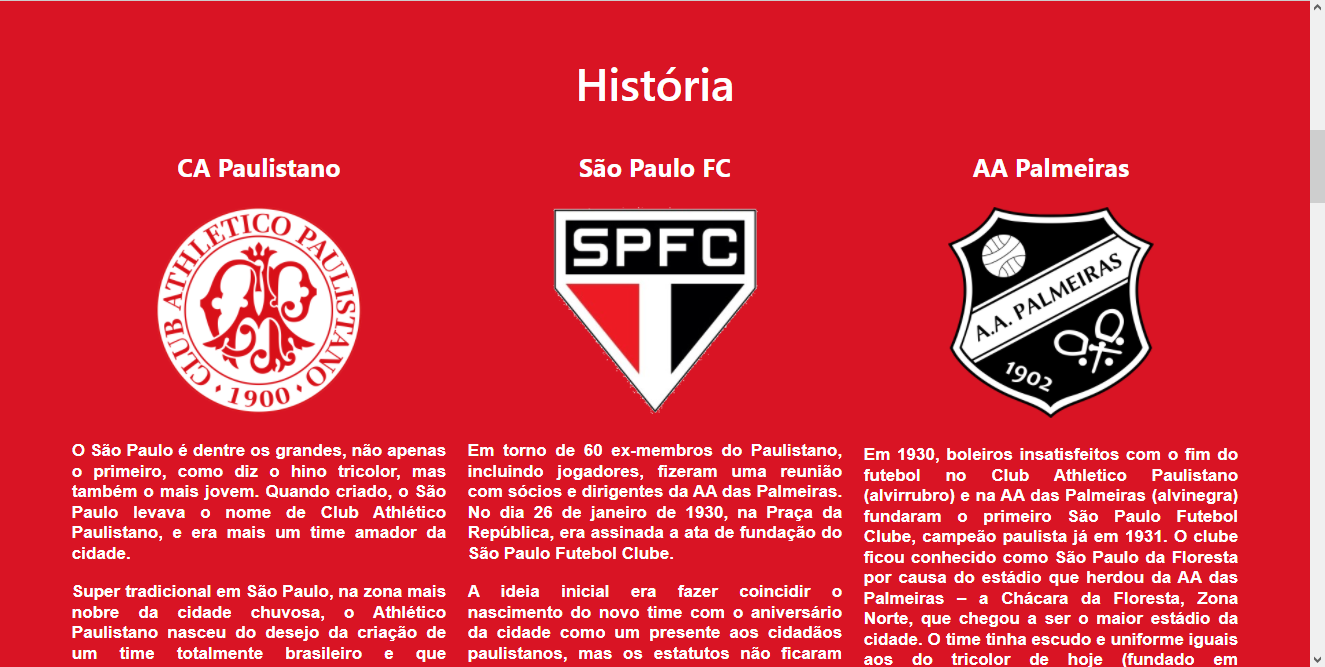 História
CA Paulistano
CLUB ATHLETICO PAULISTANO
1900
O São Paulo é dentre os grandes, não apenas
o primeiro, como diz o hino tricolor, mas
também o mais jovem. Quando criado, o São
Paulo levava o nome de Club Athlético
Paulistano, e era mais um time amador da
cidade.
Super tradicional em São Paulo, na zona mais
nobre da cidade chuvosa, o Athlético
Paulistano nasceu do desejo da criação de
um time totalmente brasileiro e que
São Paulo FC
SPFC
Em torno de 60 ex-membros do Paulistano,
incluindo jogadores, fizeram uma reunião
com sócios e dirigentes da AA das Palmeiras.
No dia 26 de janeiro de 1930, na Praça da
República, era assinada a ata de fundação do
São Paulo Futebol Clube.
A ideia inicial era fazer coincidir o
nascimento do novo time com o aniversário
da cidade como um presente aos cidadãos
paulistanos, mas os estatutos não ficaram
AA Palmeiras
A.A. PALMEIRAS
1902
Em 1930, boleiros insatisfeitos com o fim do
futebol no Club Athletico Paulistano
(alvirrubro) e na AA das Palmeiras (alvinegra)
fundaram o primeiro São Paulo Futebol
Clube, campeão paulista já em 1931. O clube
ficou conhecido como São Paulo da Floresta
por causa do estádio que herdou da AA das
Palmeiras – a Chácara da Floresta, Zona
Norte, que chegou a ser o maior estádio da
cidade. O time tinha escudo e uniforme iguais
aos do tricolor de hoje (fundado em